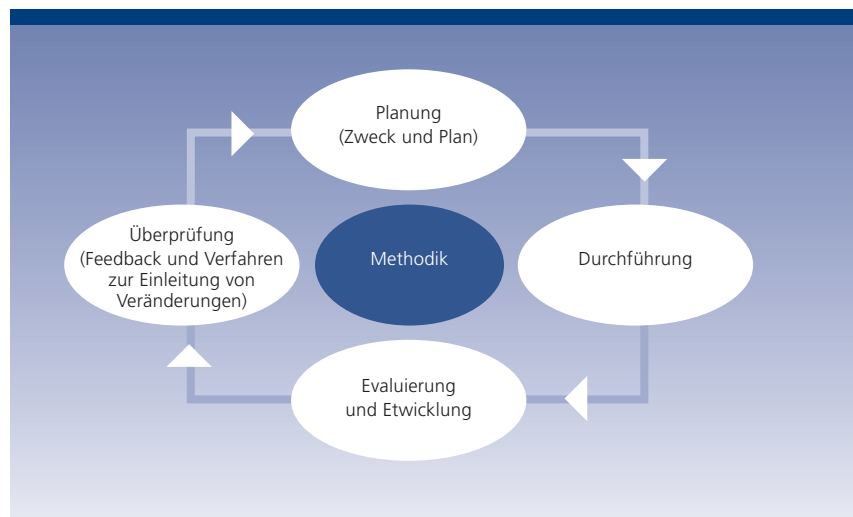 Planung
(Zweck und Plan)
Überprüfung
(Feedback und Verfahren
zur Einleitung von
Veränderungen)
Methodik
Durchführung
Evaluierung
und Etwicklung